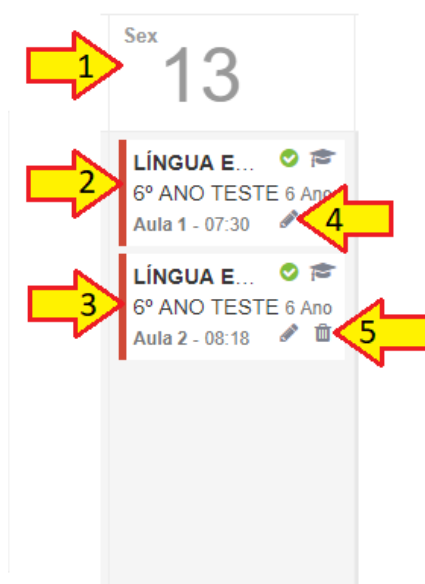 Sex
1
13
LÍNGUA E...
2
6º ANO TESTE 6 Ano
Aula 1 - 07:30
4
LÍNGUA E...
3
6º ANO TESTE 6 Ano
Aula 2 - 08:18
5